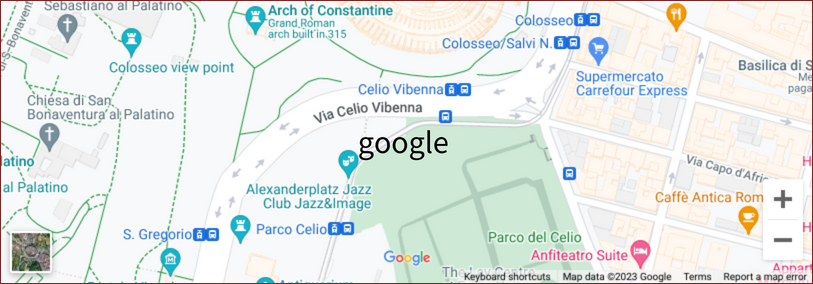 Sebastiano al Palatino
Arch of Constantine
Grand Roman
arch built in 315
Colosseo
Colosseo/Salvi N.
Colosseo view point
Supermercato
Carrefour Express
Basilica di S
Chiesa di San
Bonaventura al Palatino
Celio Vibenna
Via Celio Vibenna
google
Via Capo d'Afric
al Palatino
Alexanderplatz Jazz
Club Jazz&Image
Caffè Antica Rom
S. Gregorio
Parco Celio
Parco del Celio
Anfiteatro Suite
Google
Keyboard shortcuts
Map data ©2023 Google
Terms
Report a map error